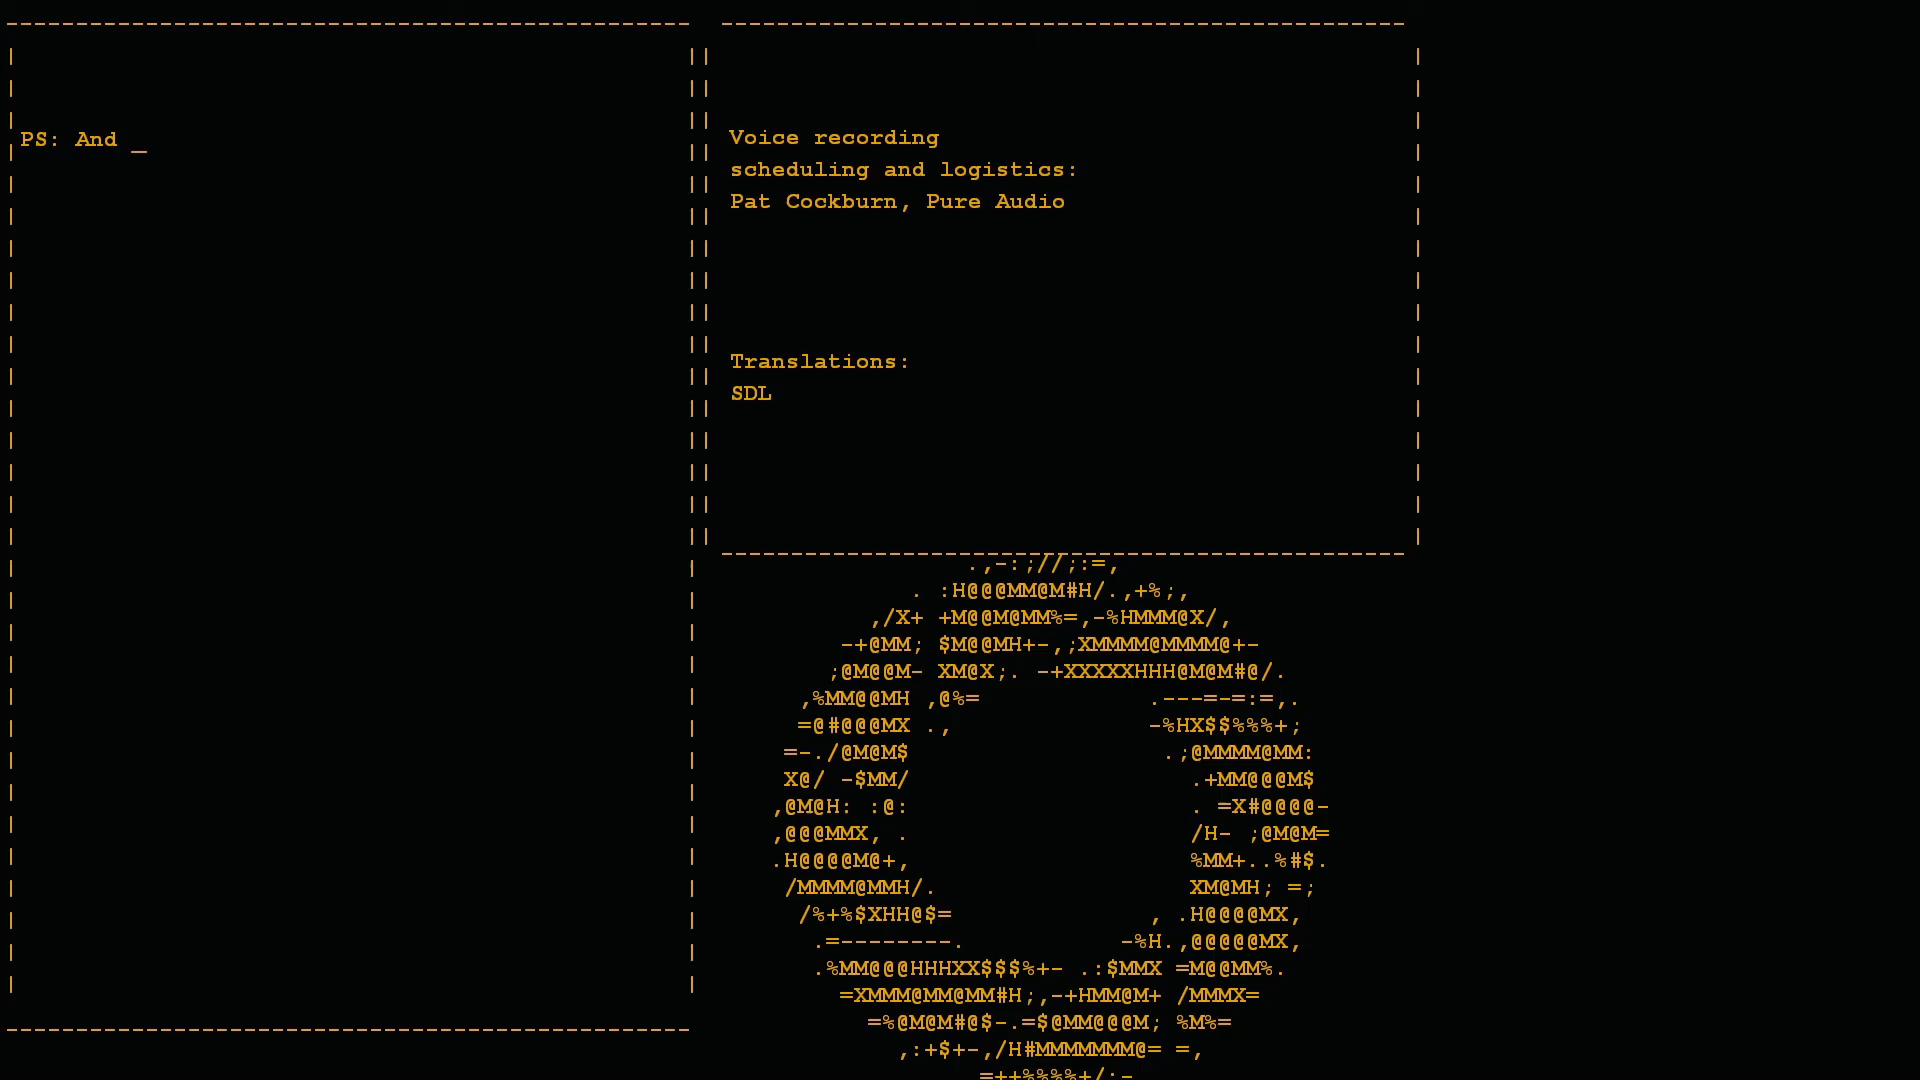 PS: And _
Voice recording
scheduling and logistics:
Pat Cockburn, Pure Audio
Translations:
SDL